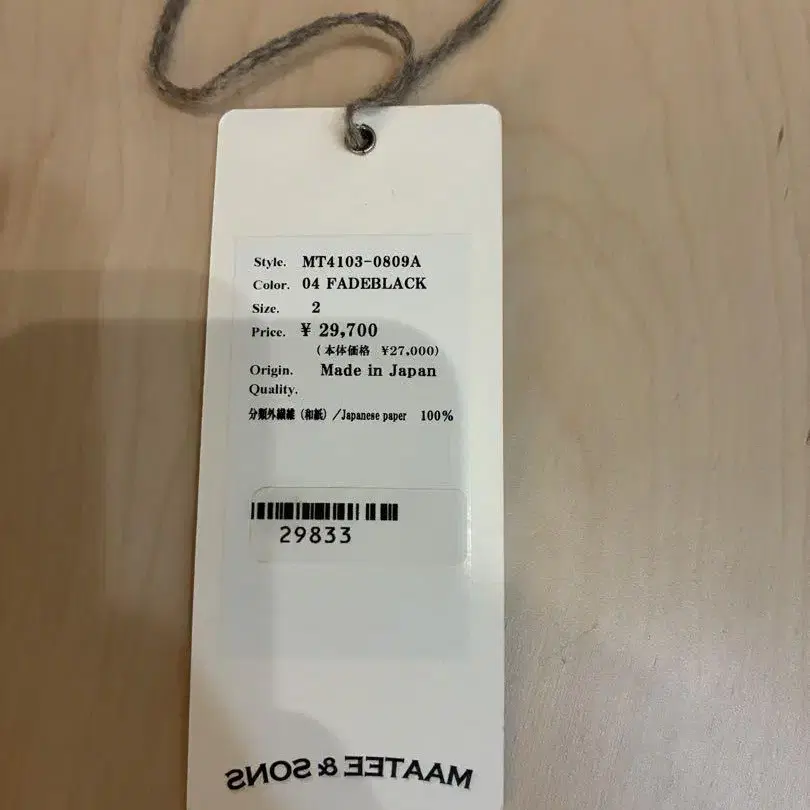 Style. MT4103-0809A
Color. 04 FADEBLACK
Size. 2
Price. ¥ 29,700
(本体価格 ¥27,000)
Origin. Made in Japan
Quality.
分類外繊維 (和紙) /Japanese paper 100%
29833
MAATEE & SONS